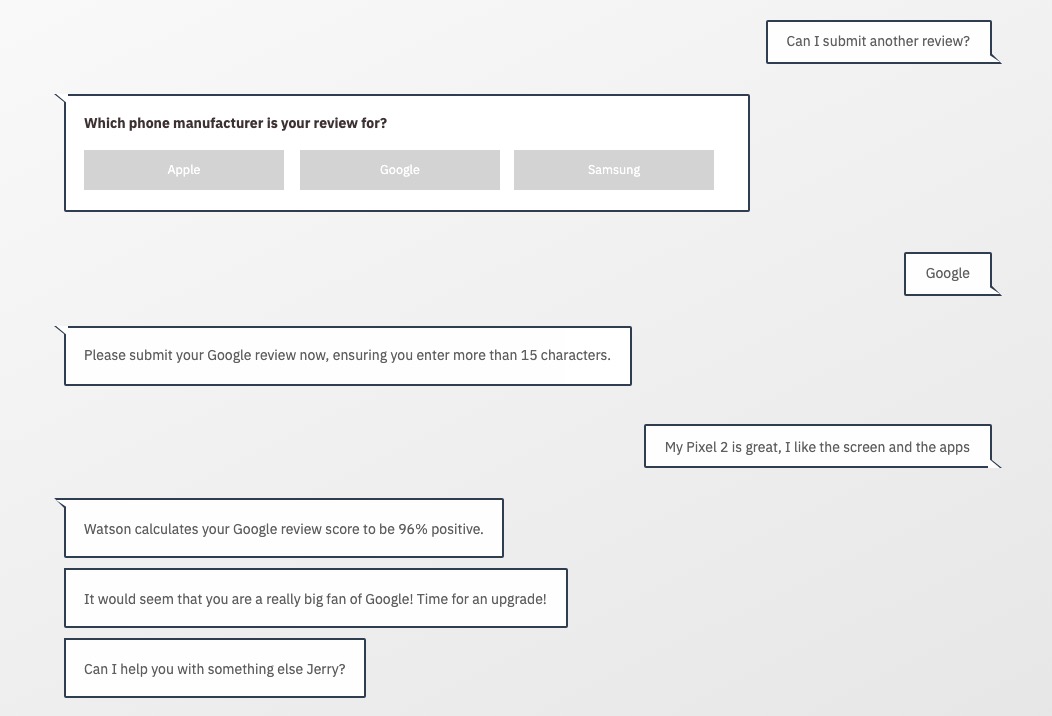 Can I submit another review?
Which phone manufacturer is your review for?
Apple
Google
Samsung
Google
Please submit your Google review now, ensuring you enter more than 15 characters.
My Pixel 2 is great, I like the screen and the apps
Watson calculates your Google review score to be 96% positive.
It would seem that you are a really big fan of Google! Time for an upgrade!
Can I help you with something else Jerry?